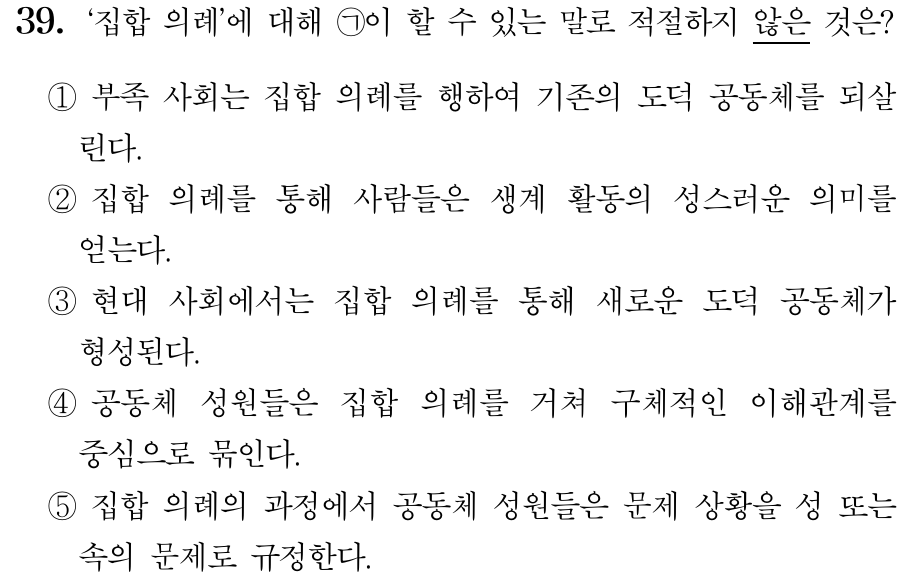 39. ‘집합 의례’에 대해 ㉠이 할 수 있는 말로 적절하지 않은 것은?
① 부족 사회는 집합 의례를 행하여 기존의 도덕 공동체를 되살
린다.
② 집합 의례를 통해 사람들은 생계 활동의 성스러운 의미를
얻는다.
③ 현대 사회에서는 집합 의례를 통해 새로운 도덕 공동체가
형성된다.
④ 공동체 성원들은 집합 의례를 거쳐 구체적인 이해관계를
중심으로 묶인다.
⑤ 집합 의례의 과정에서 공동체 성원들은 문제 상황을 성 또는
속의 문제로 규정한다.